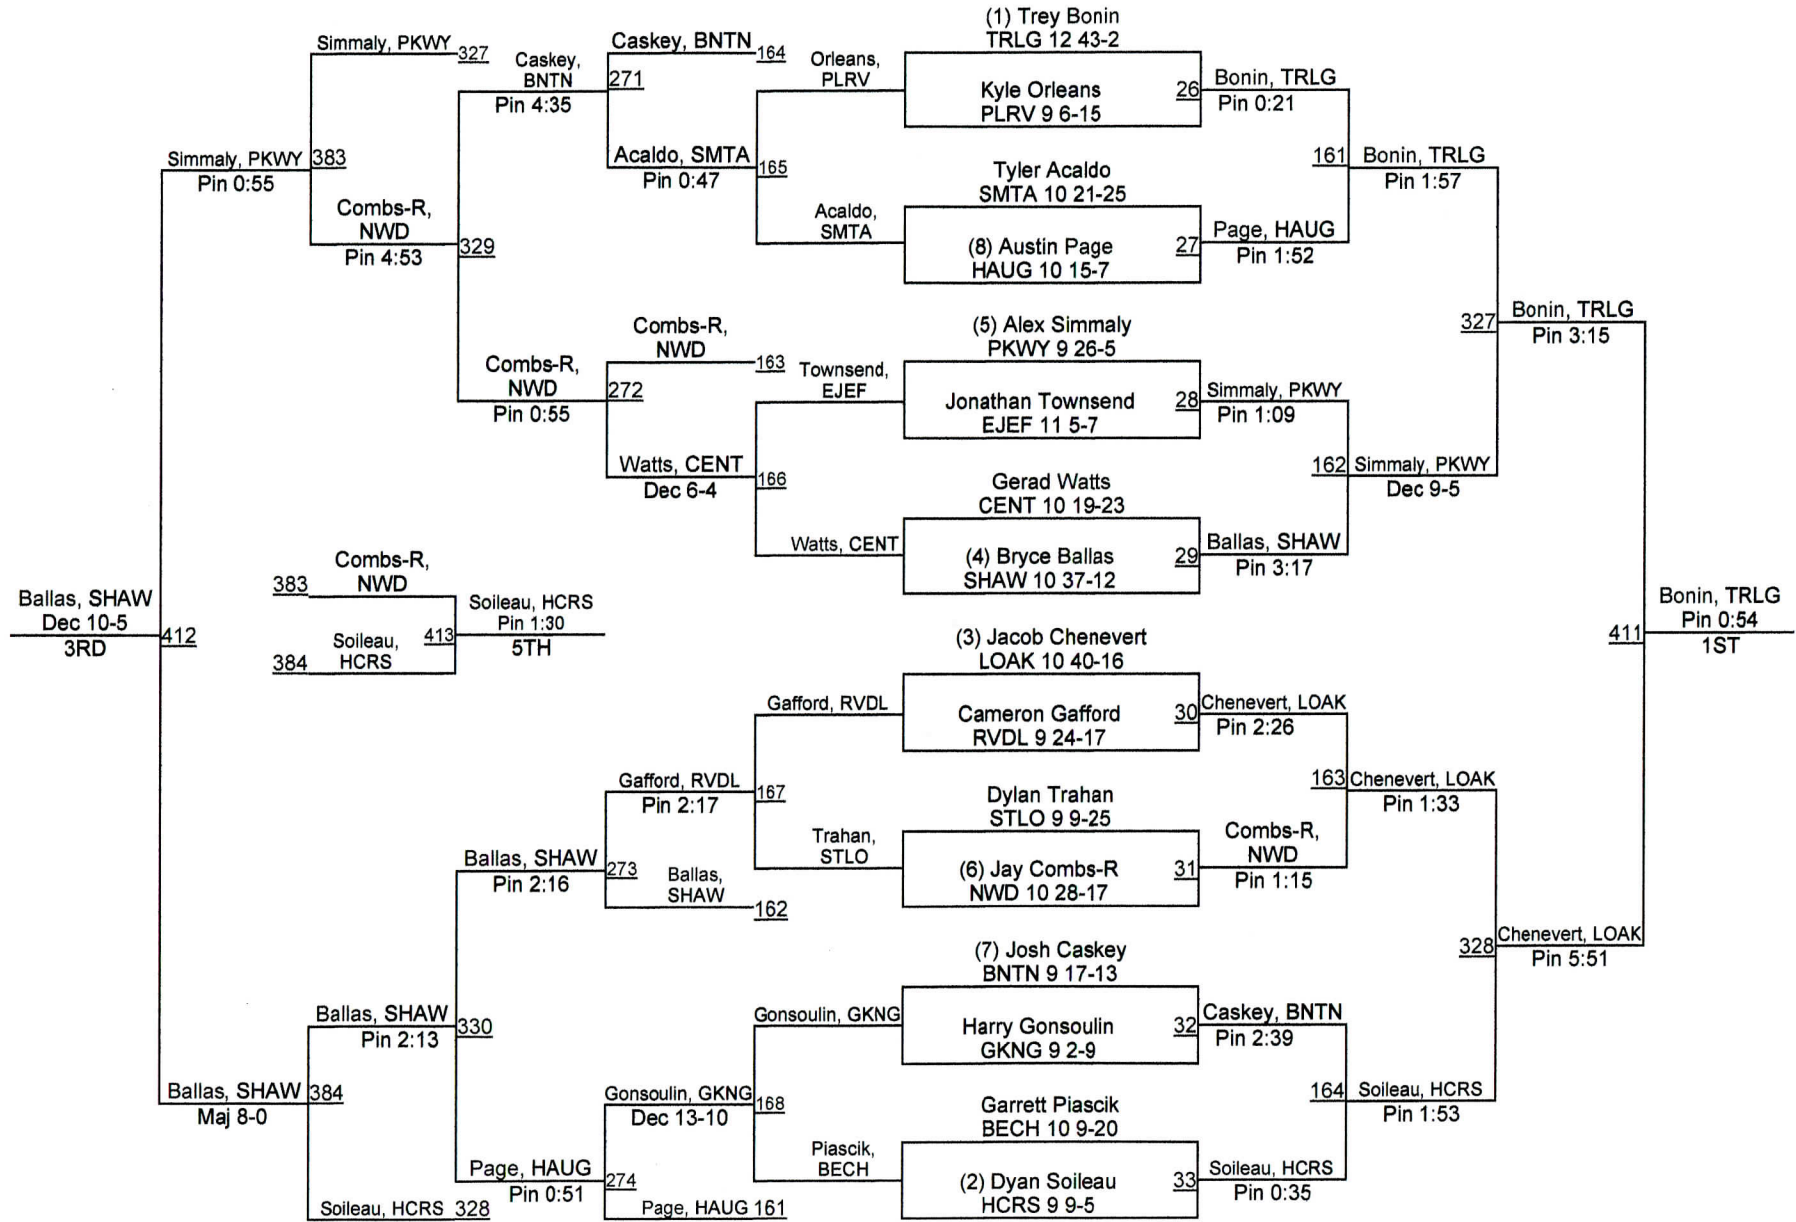 (1) Trey Bonin
TRLG 12 43-2
Kyle Orleans
PLRV 9 6-15
26
Tyler Acaldo
SMTA 10 21-25
(8) Austin Page
HAUG 10 15-7
27
(5) Alex Simmaly
PKWY 9 26-5
Jonathan Townsend
EJEF 11 5-7
28
Gerad Watts
CENT 10 19-23
(4) Bryce Ballas
SHAW 10 37-12
29
(3) Jacob Chenevert
LOAK 10 40-16
Cameron Gafford
RVDL 9 24-17
30
Dylan Trahan
STLO 9 9-25
(6) Jay Combs-R
NWD 10 28-17
31
(7) Josh Caskey
BNTN 9 17-13
Harry Gonsoulin
GKNG 9 2-9
32
Garrett Piascik
BECH 10 9-20
(2) Dyan Soileau
HCRS 9 9-5
33
Bonin, TRLG
Pin 0:21
Page, HAUG
Pin 1:52
Simmaly, PKWY
Pin 1:09
Ballas, SHAW
Pin 3:17
Chenevert, LOAK
Pin 2:26
Combs-R,
NWD
Pin 1:15
Caskey, BNTN
Pin 2:39
Soileau, HCRS
Pin 0:35
161
Bonin, TRLG
Pin 1:57
162
Simmaly, PKWY
Dec 9-5
163
Chenevert, LOAK
Pin 1:33
164
Soileau, HCRS
Pin 1:53
327
Bonin, TRLG
Pin 3:15
328
Chenevert, LOAK
Pin 5:51
411
Bonin, TRLG
Pin 0:54
1ST
Orleans,
PLRV
Acaldo,
SMTA
Townsend,
EJEF
Watts, CENT
Gafford, RVDL
Trahan,
STLO
Gonsoulin, GKNG
Piascik,
BECH
Caskey, BNTN
164
Acaldo, SMTA
Pin 0:47
165
Combs-R,
NWD
163
Watts, CENT
Dec 6-4
166
Gafford, RVDL
Pin 2:17
167
Ballas,
SHAW
162
Gonsoulin, GKNG
Dec 13-10
168
Page, HAUG
161
Caskey,
BNTN
Pin 4:35
271
Combs-R,
NWD
Pin 0:55
272
Ballas, SHAW
Pin 2:16
273
Page, HAUG
Pin 0:51
274
Simmaly, PKWY
327
Combs-R,
NWD
Pin 4:53
329
Ballas, SHAW
Pin 2:13
330
Soileau, HCRS
328
Simmaly, PKWY
Pin 0:55
383
Ballas, SHAW
Maj 8-0
384
Ballas, SHAW
Dec 10-5
3RD
412
383
Combs-R,
NWD
384
Soileau,
HCRS
413
Soileau, HCRS
Pin 1:30
5TH